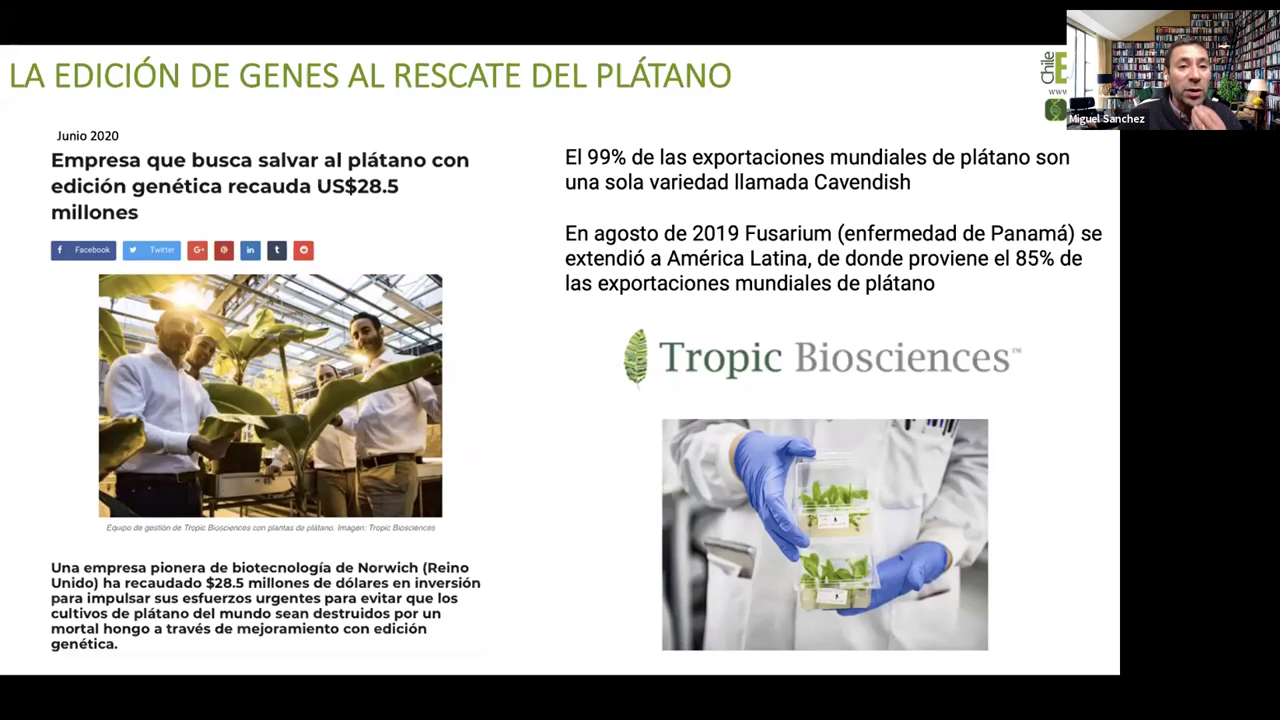 LA EDICIÓN DE GENES AL RESCATE DEL PLÁTANO
Chile
E
www
Miguel Sanchez
Junio 2020
Empresa que busca salvar al plátano con
edición genética recauda US$28.5
millones
Facebook
Twitter
Equipo de gestión de Tropic Biosciences con plantas de plátano. Imagen: Tropic Biosciences
Una empresa pionera de biotecnología de Norwich (Reino
Unido) ha recaudado $28.5 millones de dólares en inversión
para impulsar sus esfuerzos urgentes para evitar que los
cultivos de plátano del mundo sean destruidos por un
mortal hongo a través de mejoramiento con edición
genética.
El 99% de las exportaciones mundiales de plátano son
una sola variedad llamada Cavendish
En agosto de 2019 Fusarium (enfermedad de Panamá) se
extendió a América Latina, de donde proviene el 85% de
las exportaciones mundiales de plátano
Tropic Biosciences™